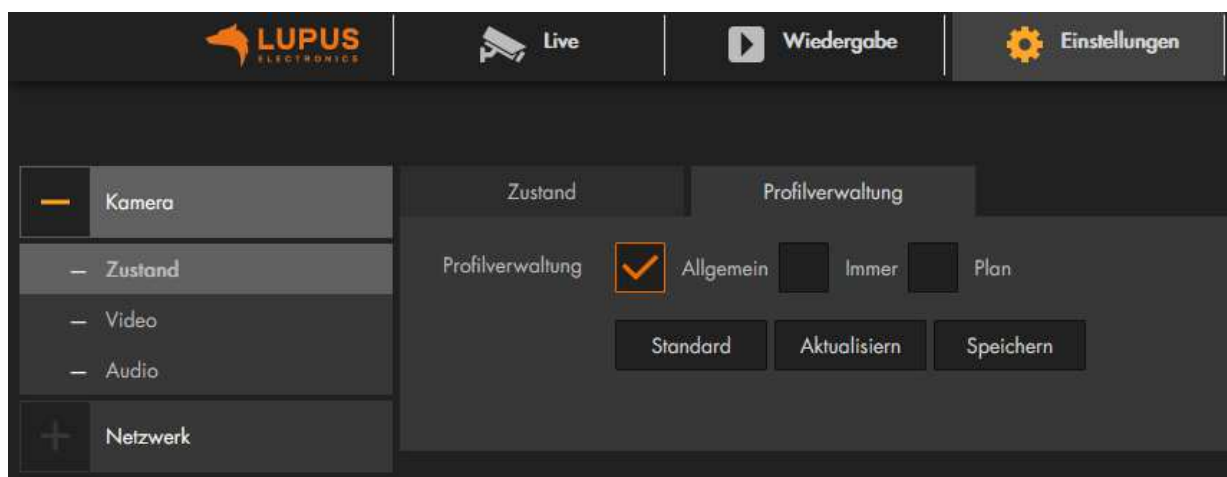 LUPUS
ELECTRONICS
Live
Wiedergabe
Einstellungen
Kamera
Zustand
Video
Audio
Netzwerk
Zustand Profilverwaltung
Profilverwaltung Allgemein Immer Plan
Standard Aktualisiern Speichern